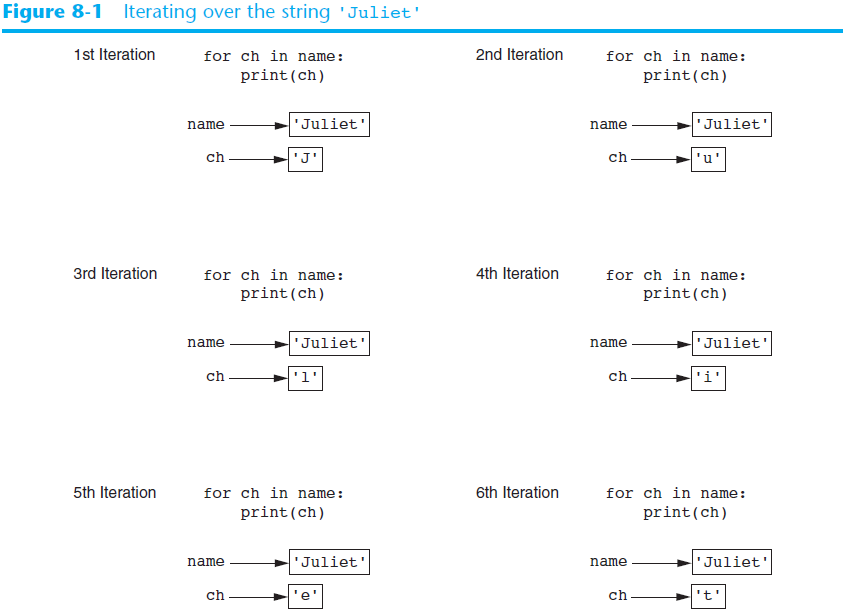 Figure 8-1 Iterating over the string 'Juliet'
1st Iteration for ch in name:
print(ch)
name 'Juliet'
ch 'J'
2nd Iteration for ch in name:
print(ch)
name 'Juliet'
ch 'u'
3rd Iteration for ch in name:
print(ch)
name 'Juliet'
ch 'l'
4th Iteration for ch in name:
print(ch)
name 'Juliet'
ch 'i'
5th Iteration for ch in name:
print(ch)
name 'Juliet'
ch 'e'
6th Iteration for ch in name:
print(ch)
name 'Juliet'
ch 't'